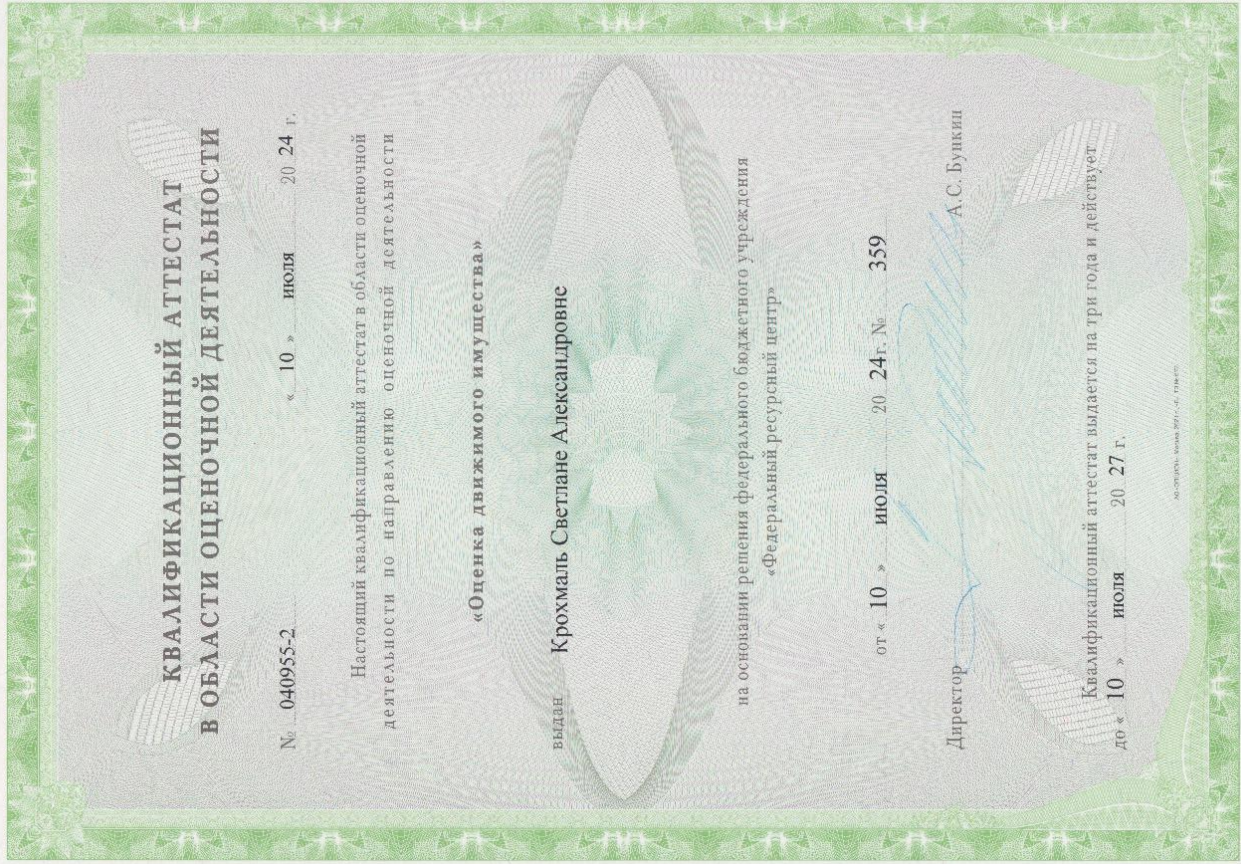 КВАЛИФИКАЦИОННЫЙ АТТЕСТАТ
В ОБЛАСТИ ОЦЕНОЧНОЙ ДЕЯТЕЛЬНОСТИ
№ 040955-2 « 10 » июля 20 24 г.
Настоящий квалификационный аттестат в области оценочной
деятельности по направлению оценочной деятельности
«Оценка движимого имущества»
выдан Крохмаль Светлане Александровне
на основании решения федерального бюджетного учреждения
«Федеральный ресурсный центр»
от « 10 » июля 20 24 г. № 359
Директор А.С. Бункин
Квалификационный аттестат выдается на три года и действует
до « 10 » июля 20 27 г.